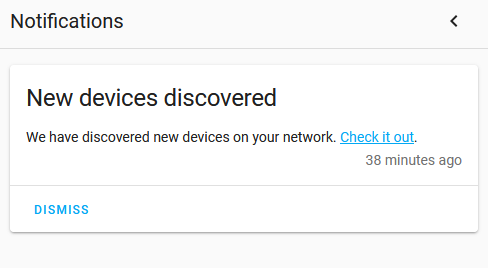 Notifications
New devices discovered
We have discovered new devices on your network. Check it out.
38 minutes ago
DISMISS